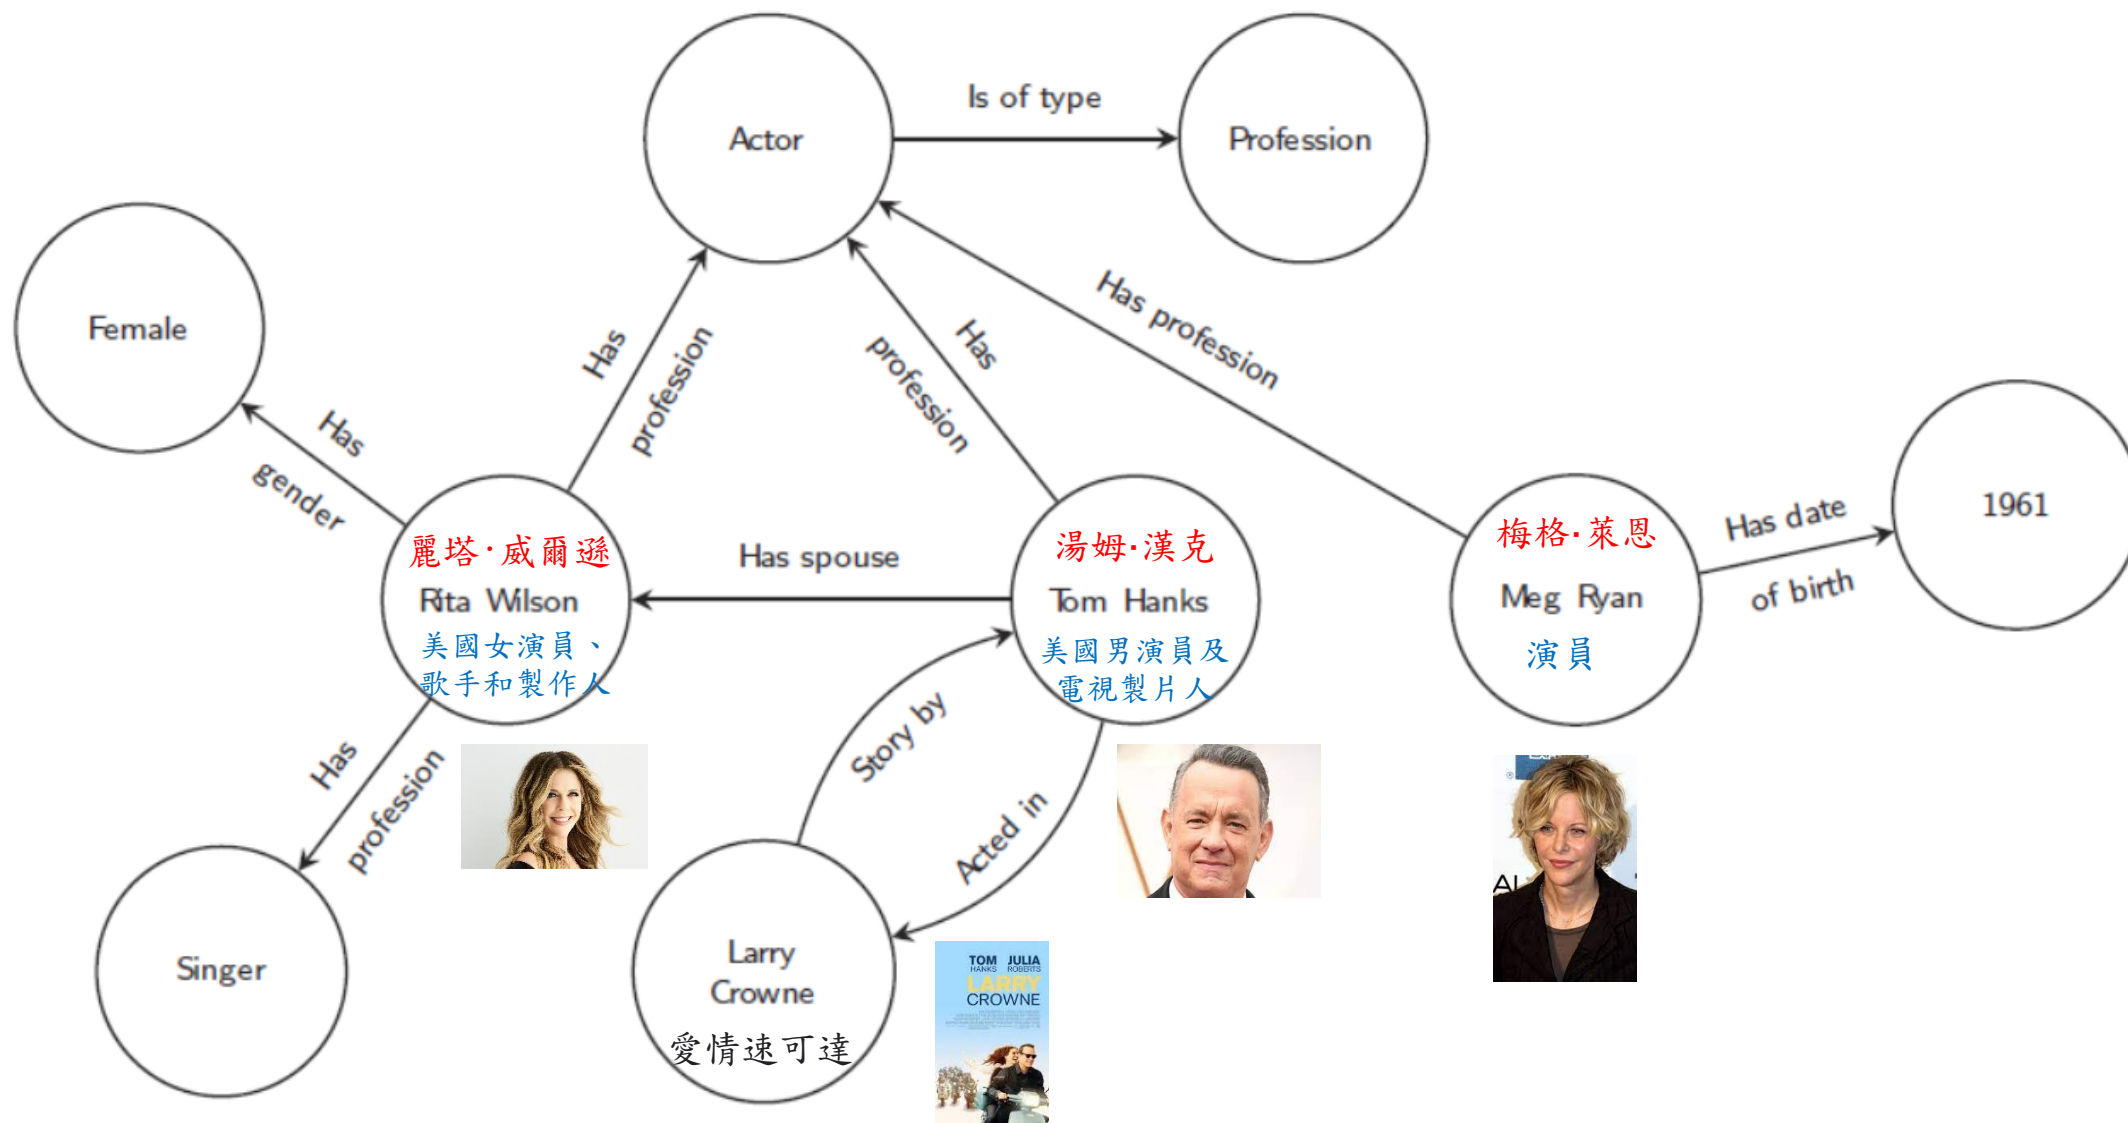 Actor
Is of type
Profession
Female
Has
gender
Has
profession
Has
profession
Has profession
麗塔·威爾遜
Rita Wilson
美國女演員、
歌手和製作人
Has spouse
湯姆·漢克
Tom Hanks
美國男演員及
電視製片人
梅格·萊恩
Meg Ryan
演員
Has date
of birth
1961
Has
profession
Singer
Story by
Acted in
Larry
Crowne
愛情速可達
TOM JULIA
HANKS ROBERTS
LARRY
CROWNE